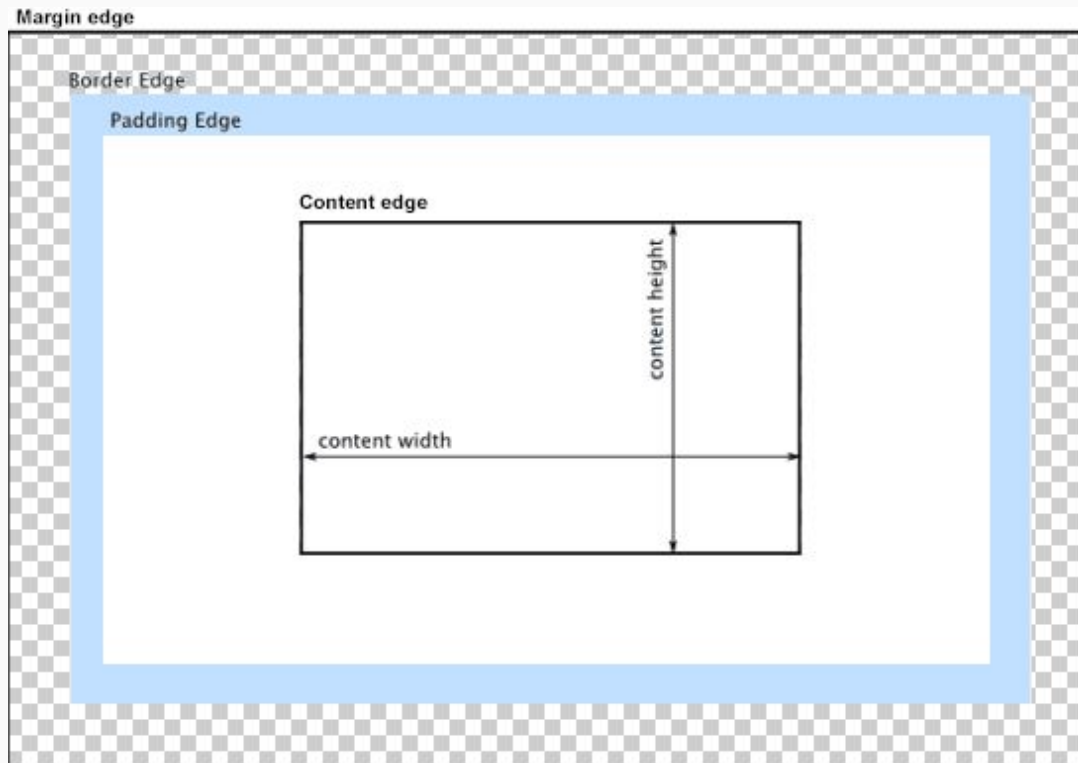 Margin edge
Border Edge
Padding Edge
Content edge
content height
content width